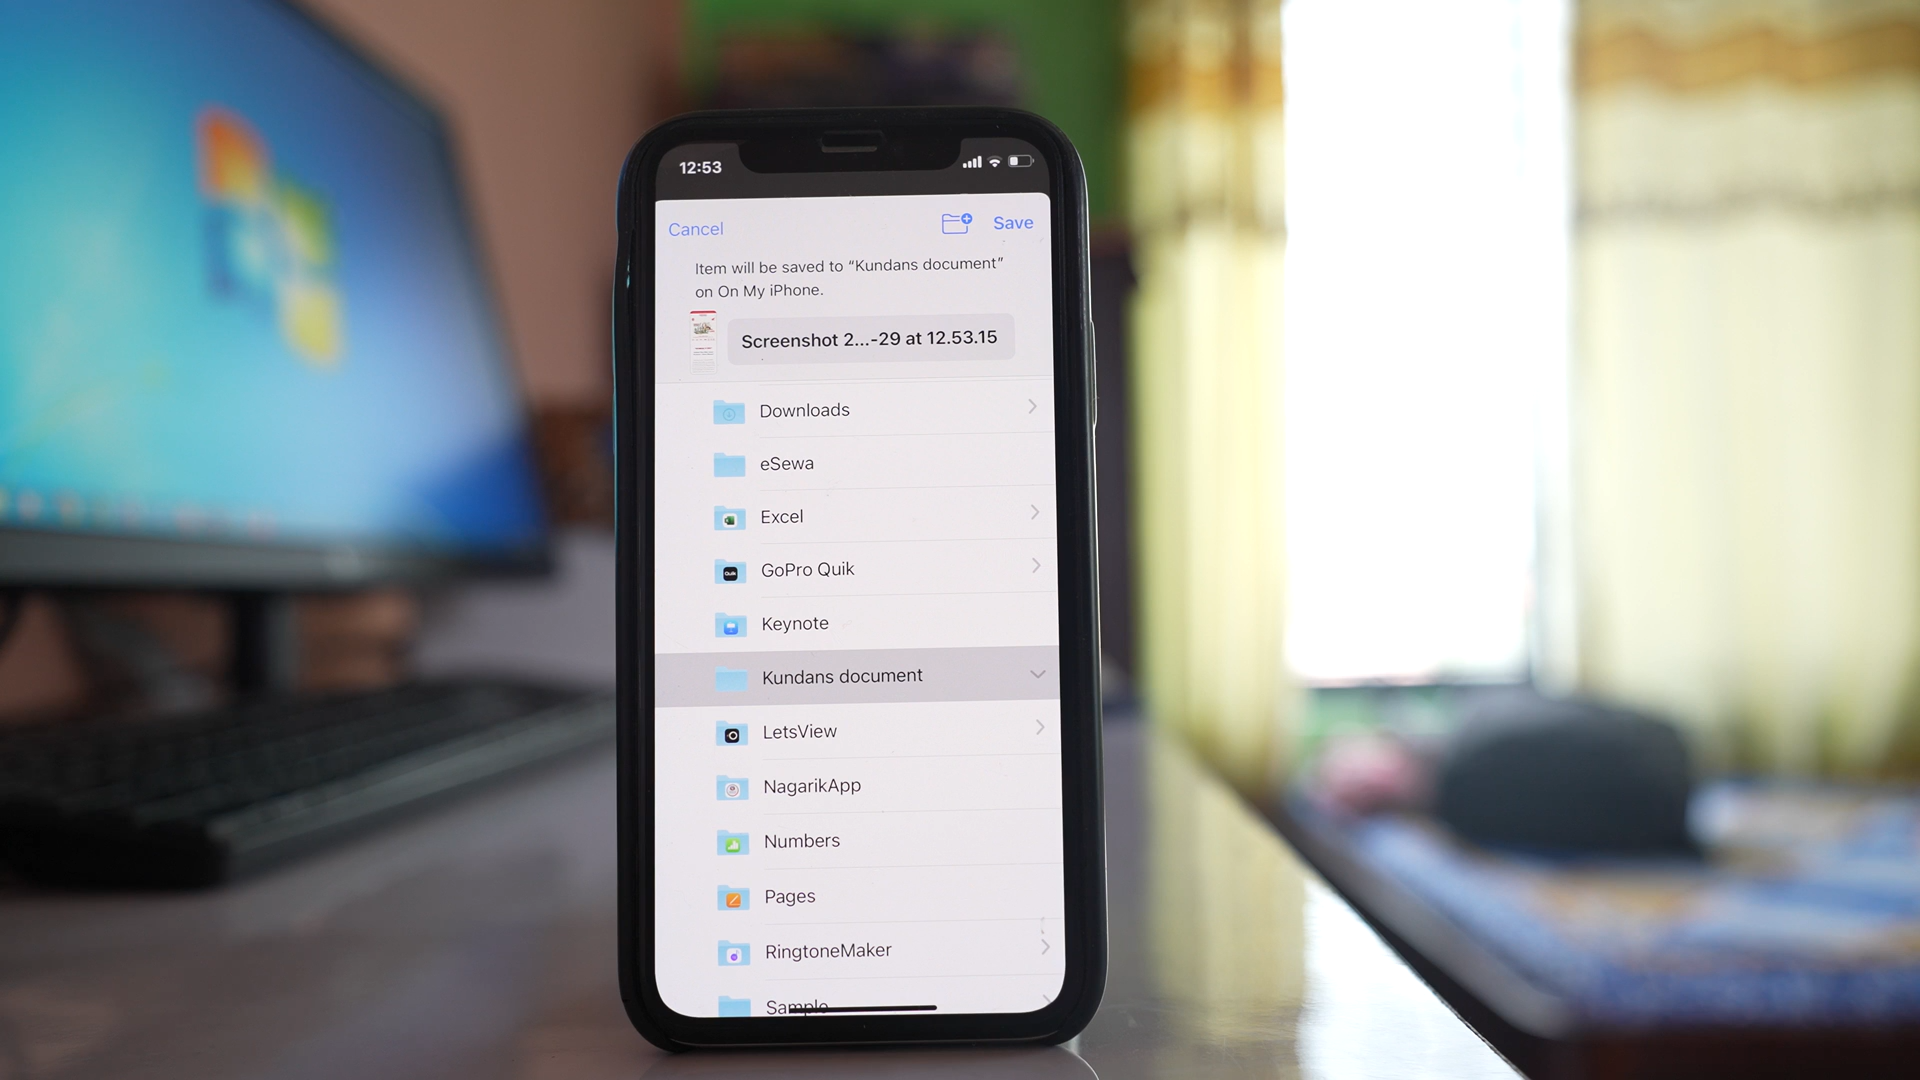 12:53
Cancel
Save
Item will be saved to “Kundans document”
on On My iPhone.
Screenshot 2...-29 at 12.53.15
Downloads
eSewa
Excel
GoPro Quik
Keynote
Kundans document
LetsView
NagarikApp
Numbers
Pages
RingtoneMaker
Sample